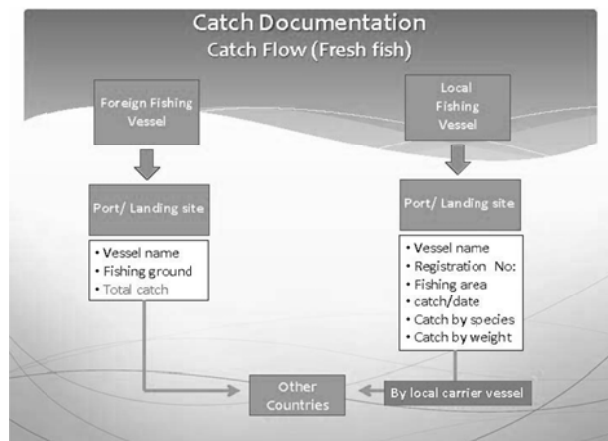 Catch Documentation
Catch Flow (Fresh fish)
Foreign Fishing
Vessel
Port/ Landing site
• Vessel name
• Fishing ground
• Total catch
Local
Fishing
Vessel
Port/ Landing site
• Vessel name
• Registration No:
• Fishing area
• catch/date
• Catch by species
• Catch by weight
By local carrier vessel
Other
Countries